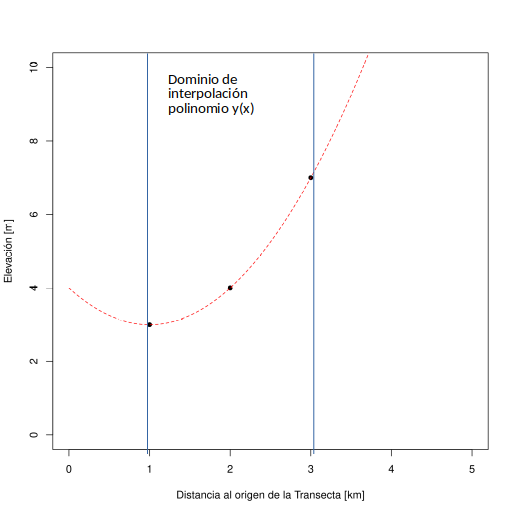 Dominio de
interpolación
polinomio y(x)
10
8
6
4
2
0
Elevación [m]
0 1 2 3 4 5
Distancia al origen de la Transecta [km]